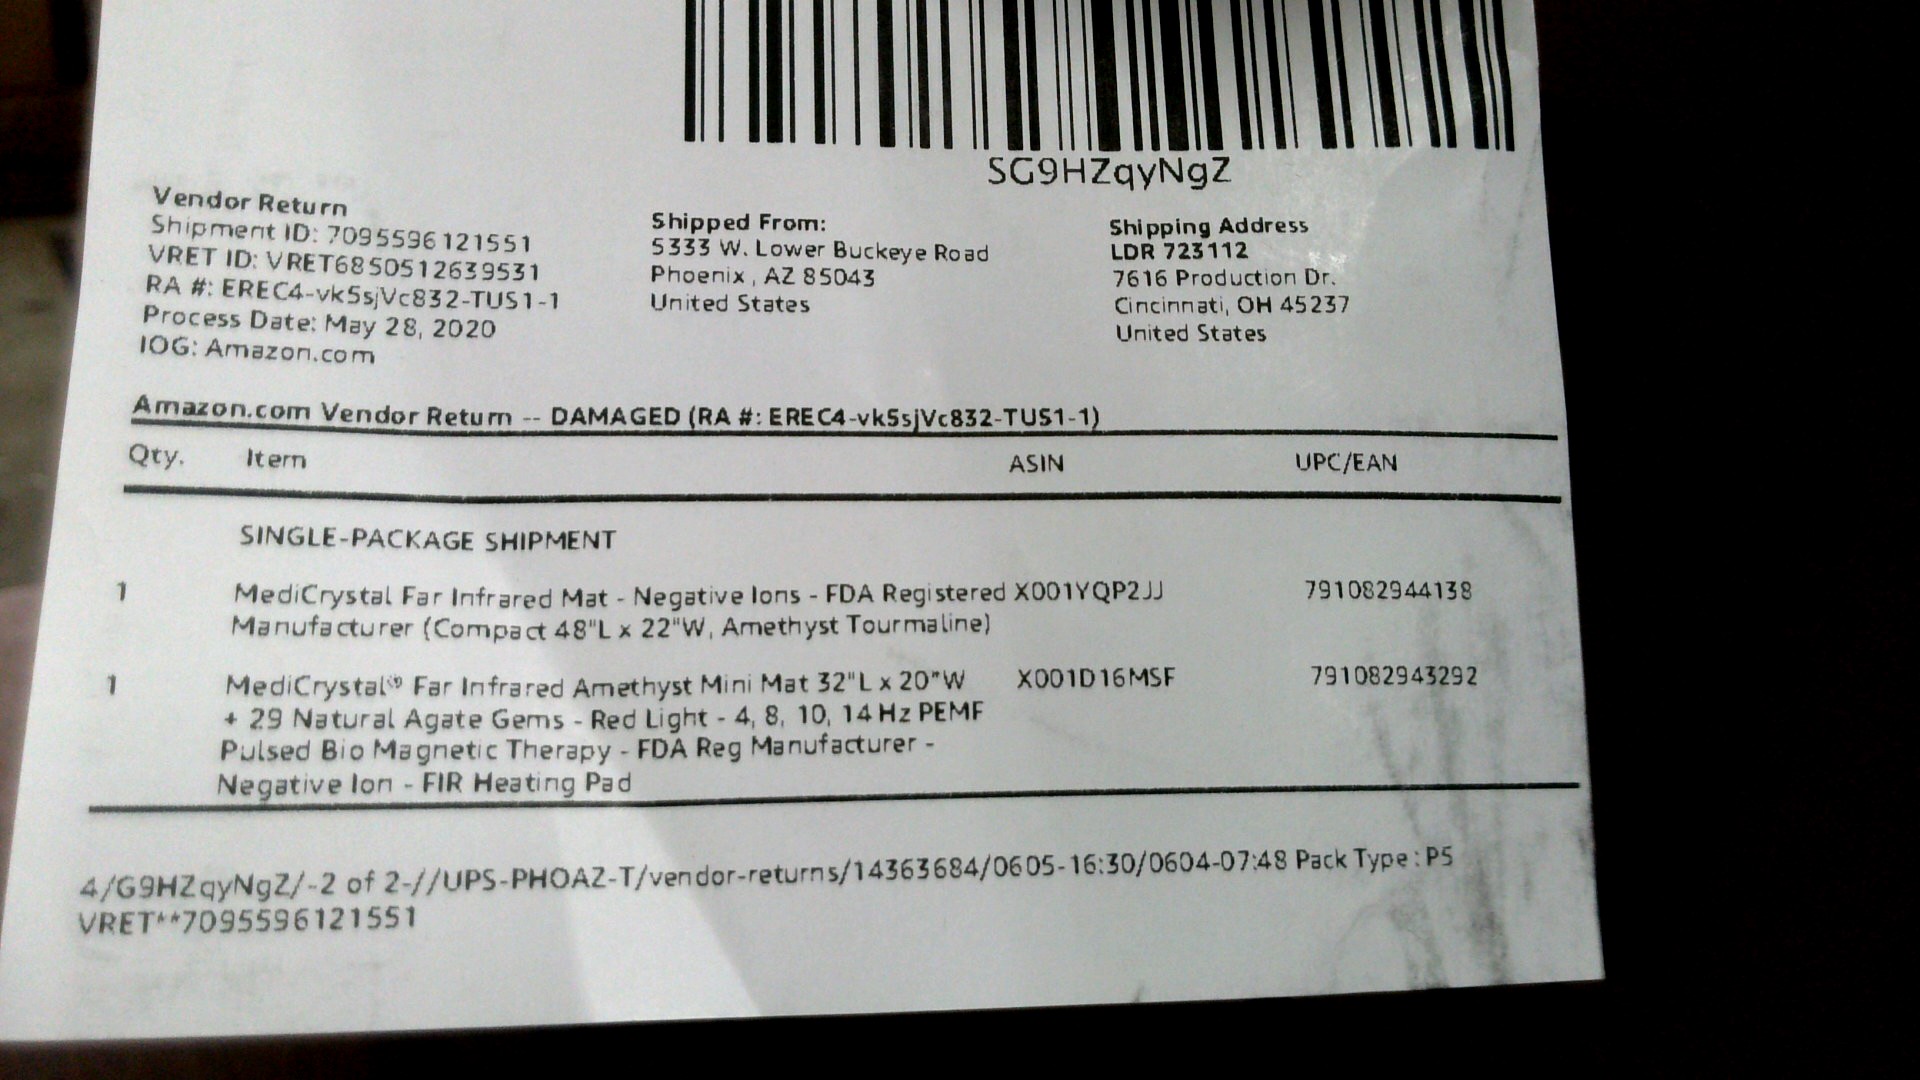 SG9HZqyNgZ
Vendor Return
Shipment ID: 7095596121551
VRET ID: VRET6850512639531
RA #: EREC4-vk5sjVc832-TUS1-1
Process Date: May 28, 2020
IOG: Amazon.com
Shipped From:
5333 W. Lower Buckeye Road
Phoenix , AZ 85043
United States
Shipping Address
LDR 723112
7616 Production Dr.
Cincinnati, OH 45237
United States
Amazon.com Vendor Return -- DAMAGED (RA #: EREC4-vk5sjVc832-TUS1-1)
Qty. Item ASIN UPC/EAN
SINGLE-PACKAGE SHIPMENT
1 MediCrystal Far Infrared Mat - Negative Ions - FDA Registered X001YQP2JJ 791082944138
Manufacturer (Compact 48"L x 22"W, Amethyst Tourmaline)
1 MediCrystal® Far Infrared Amethyst Mini Mat 32"L x 20"W X001D16MSF 791082943292
+ 29 Natural Agate Gems - Red Light - 4, 8, 10, 14 Hz PEMF
Pulsed Bio Magnetic Therapy - FDA Reg Manufacturer -
Negative Ion - FIR Heating Pad
4/G9HZqyNgZ/-2 of 2-//UPS-PHOAZ-T/vendor-returns/14363684/0605-16:30/0604-07:48 Pack Type : P5
VRET**7095596121551